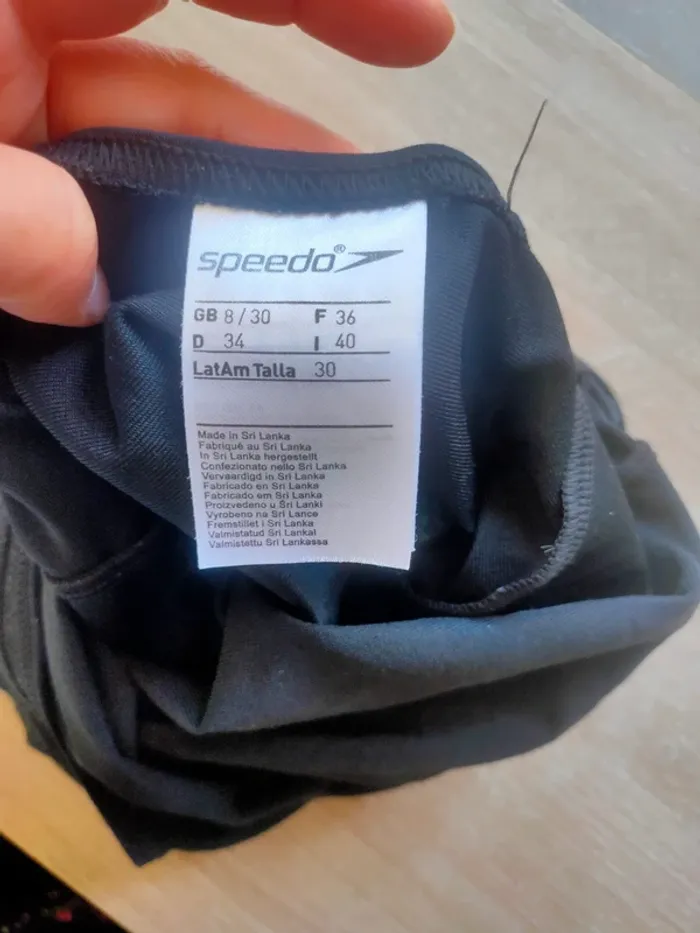 speedo®
GB 8/30 F 36
D 34 I 40
LatAm Talla 30
Made in Sri Lanka
Fabriqué au Sri Lanka
In Sri Lanka hergestellt
Confezionato nello Sri Lanka
Vervaardigd in Sri Lanka
Fabricado en Sri Lanka
Fabricado em Sri Lanka
Proizvedeno u Šri Lanki
Vyrobeno na Srí Lance
Fremstillet i Sri Lanka
Valmistatud Sri Lankal
Valmistettu Sri Lankassa